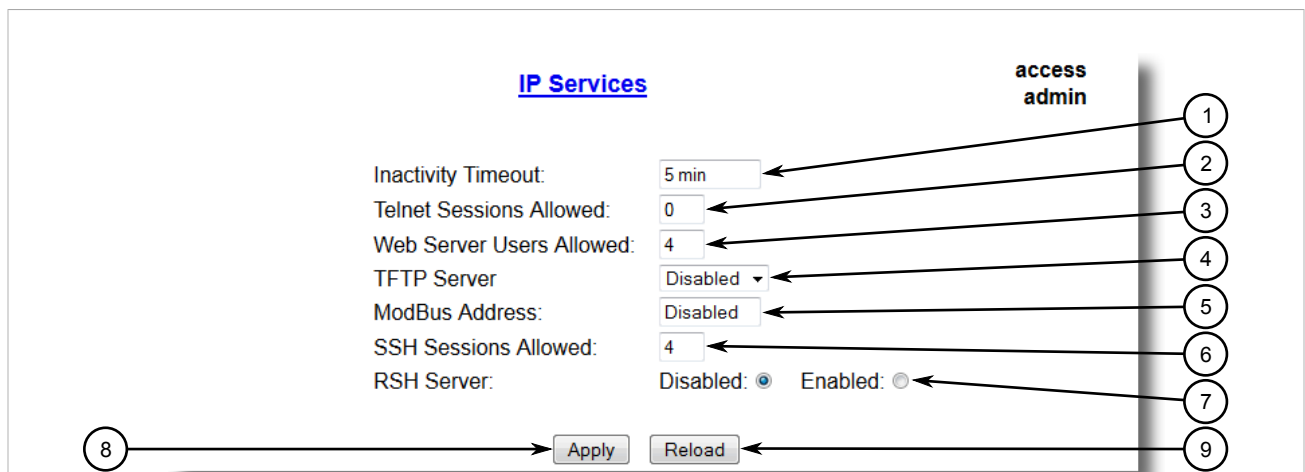 IP Services
access
admin
Inactivity Timeout: 5 min 1
Telnet Sessions Allowed: 0 2
Web Server Users Allowed: 4 3
TFTP Server Disabled 4
ModBus Address: Disabled 5
SSH Sessions Allowed: 4 6
RSH Server: Disabled: Enabled: 7
8 Apply Reload 9